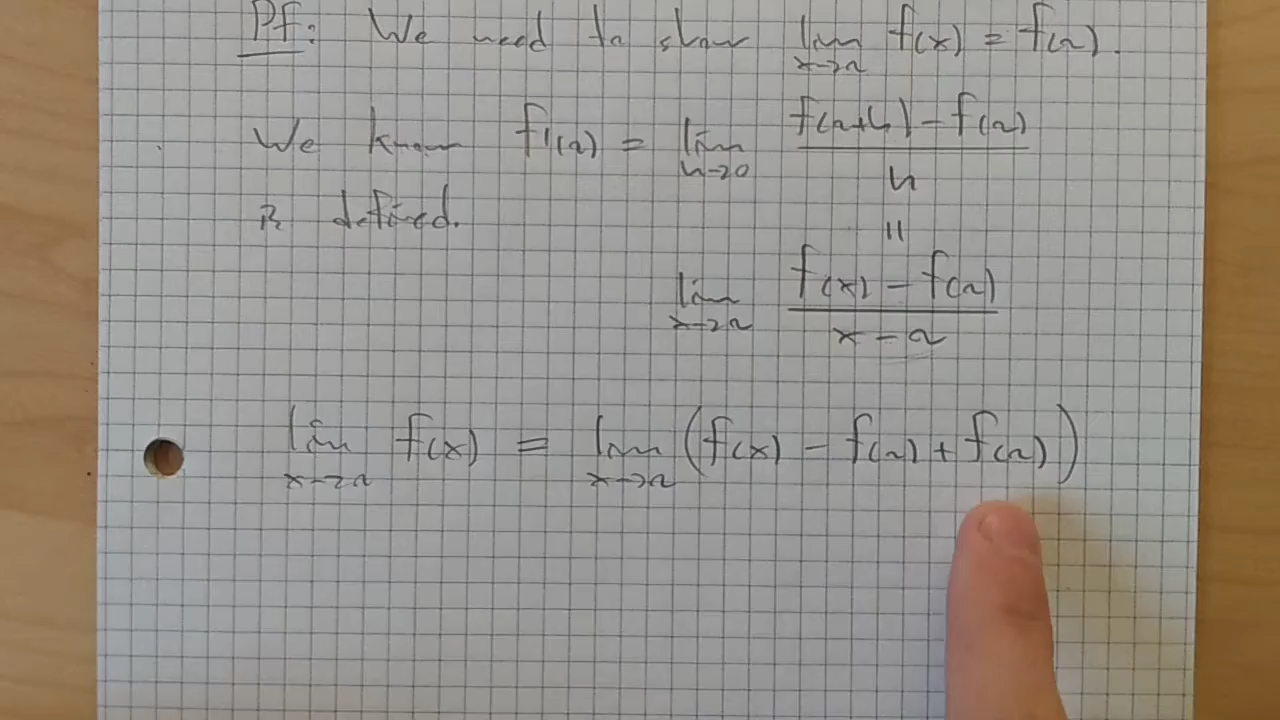 Pf: We need to show lim x→a f(x) = f(a).
We know f'(a) = lim h→0 f(a+h) - f(a) / h
is defined. =
lim x→a f(x) - f(a) / x - a
lim x→a f(x) = lim x→a (f(x) - f(a) + f(a))